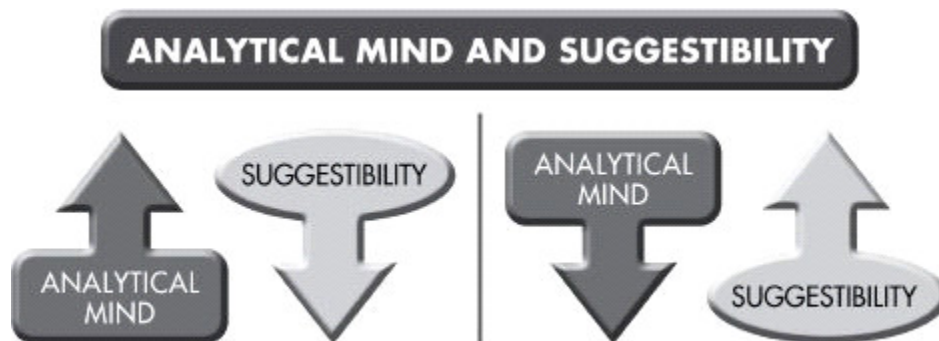 ANALYTICAL MIND AND SUGGESTIBILITY
ANALYTICAL
MIND
SUGGESTIBILITY
ANALYTICAL
MIND
SUGGESTIBILITY